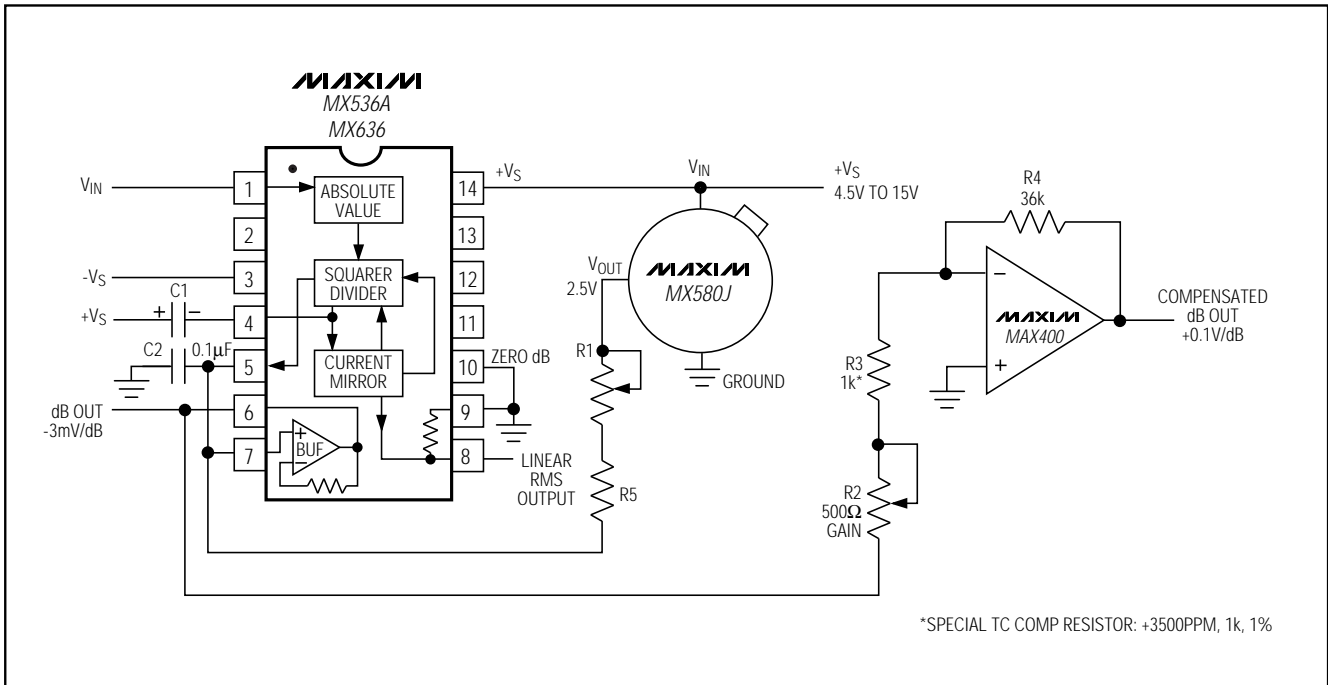 MAXIM
MX536A
MX636
VIN
-VS
+VS
C1
+
−
C2
0.1µF
dB OUT
-3mV/dB
1
2
3
4
5
6
7
14
13
12
11
10
9
8
ABSOLUTE
VALUE
SQUARER
DIVIDER
CURRENT
MIRROR
+
−
BUF
+VS
ZERO dB
LINEAR
RMS
OUTPUT
VIN
+VS
4.5V TO 15V
VOUT
2.5V
MAXIM
MX580J
GROUND
R1
R5
R4
36k
R3
1k*
R2
500Ω
GAIN
−
+
MAXIM
MAX400
COMPENSATED
dB OUT
+0.1V/dB
*SPECIAL TC COMP RESISTOR: +3500PPM, 1k, 1%